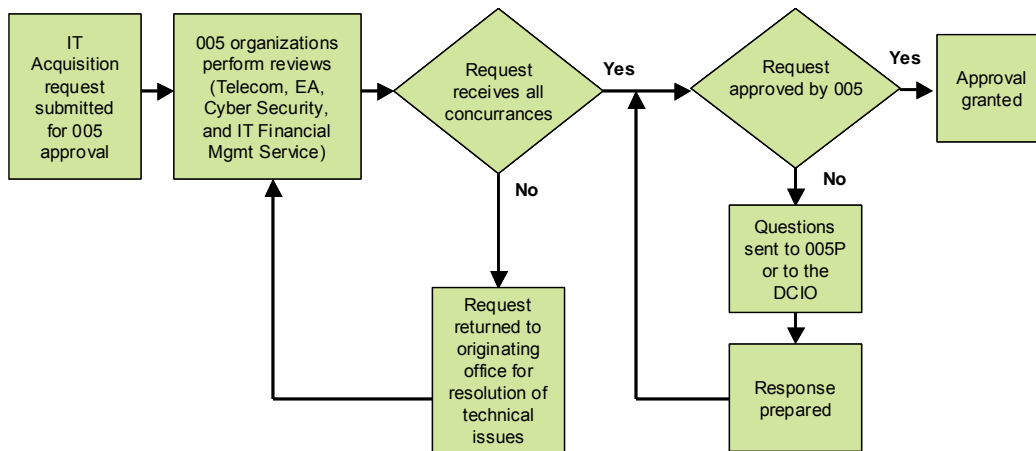 IT
Acquisition
request
submitted
for 005
approval
005 organizations
perform reviews
(Telecom, EA,
Cyber Security,
and IT Financial
Mgmt Service)
Request
receives all
concurrances
Yes
No
Request
returned to
originating
office for
resolution of
technical
issues
Request
approved by 005
Yes
No
Approval
granted
Questions
sent to 005P
or to the
DCIO
Response
prepared